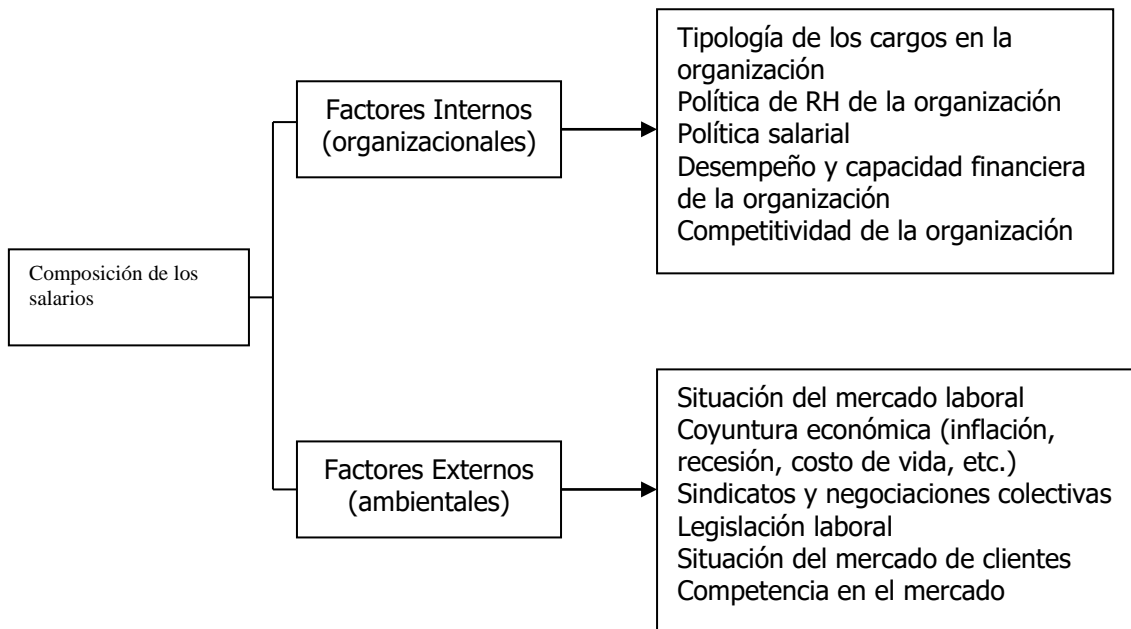 Composición de los
salarios
Factores Internos
(organizacionales)
Tipología de los cargos en la
organización
Política de RH de la organización
Política salarial
Desempeño y capacidad financiera
de la organización
Competitividad de la organización
Factores Externos
(ambientales)
Situación del mercado laboral
Coyuntura económica (inflación,
recesión, costo de vida, etc.)
Sindicatos y negociaciones colectivas
Legislación laboral
Situación del mercado de clientes
Competencia en el mercado